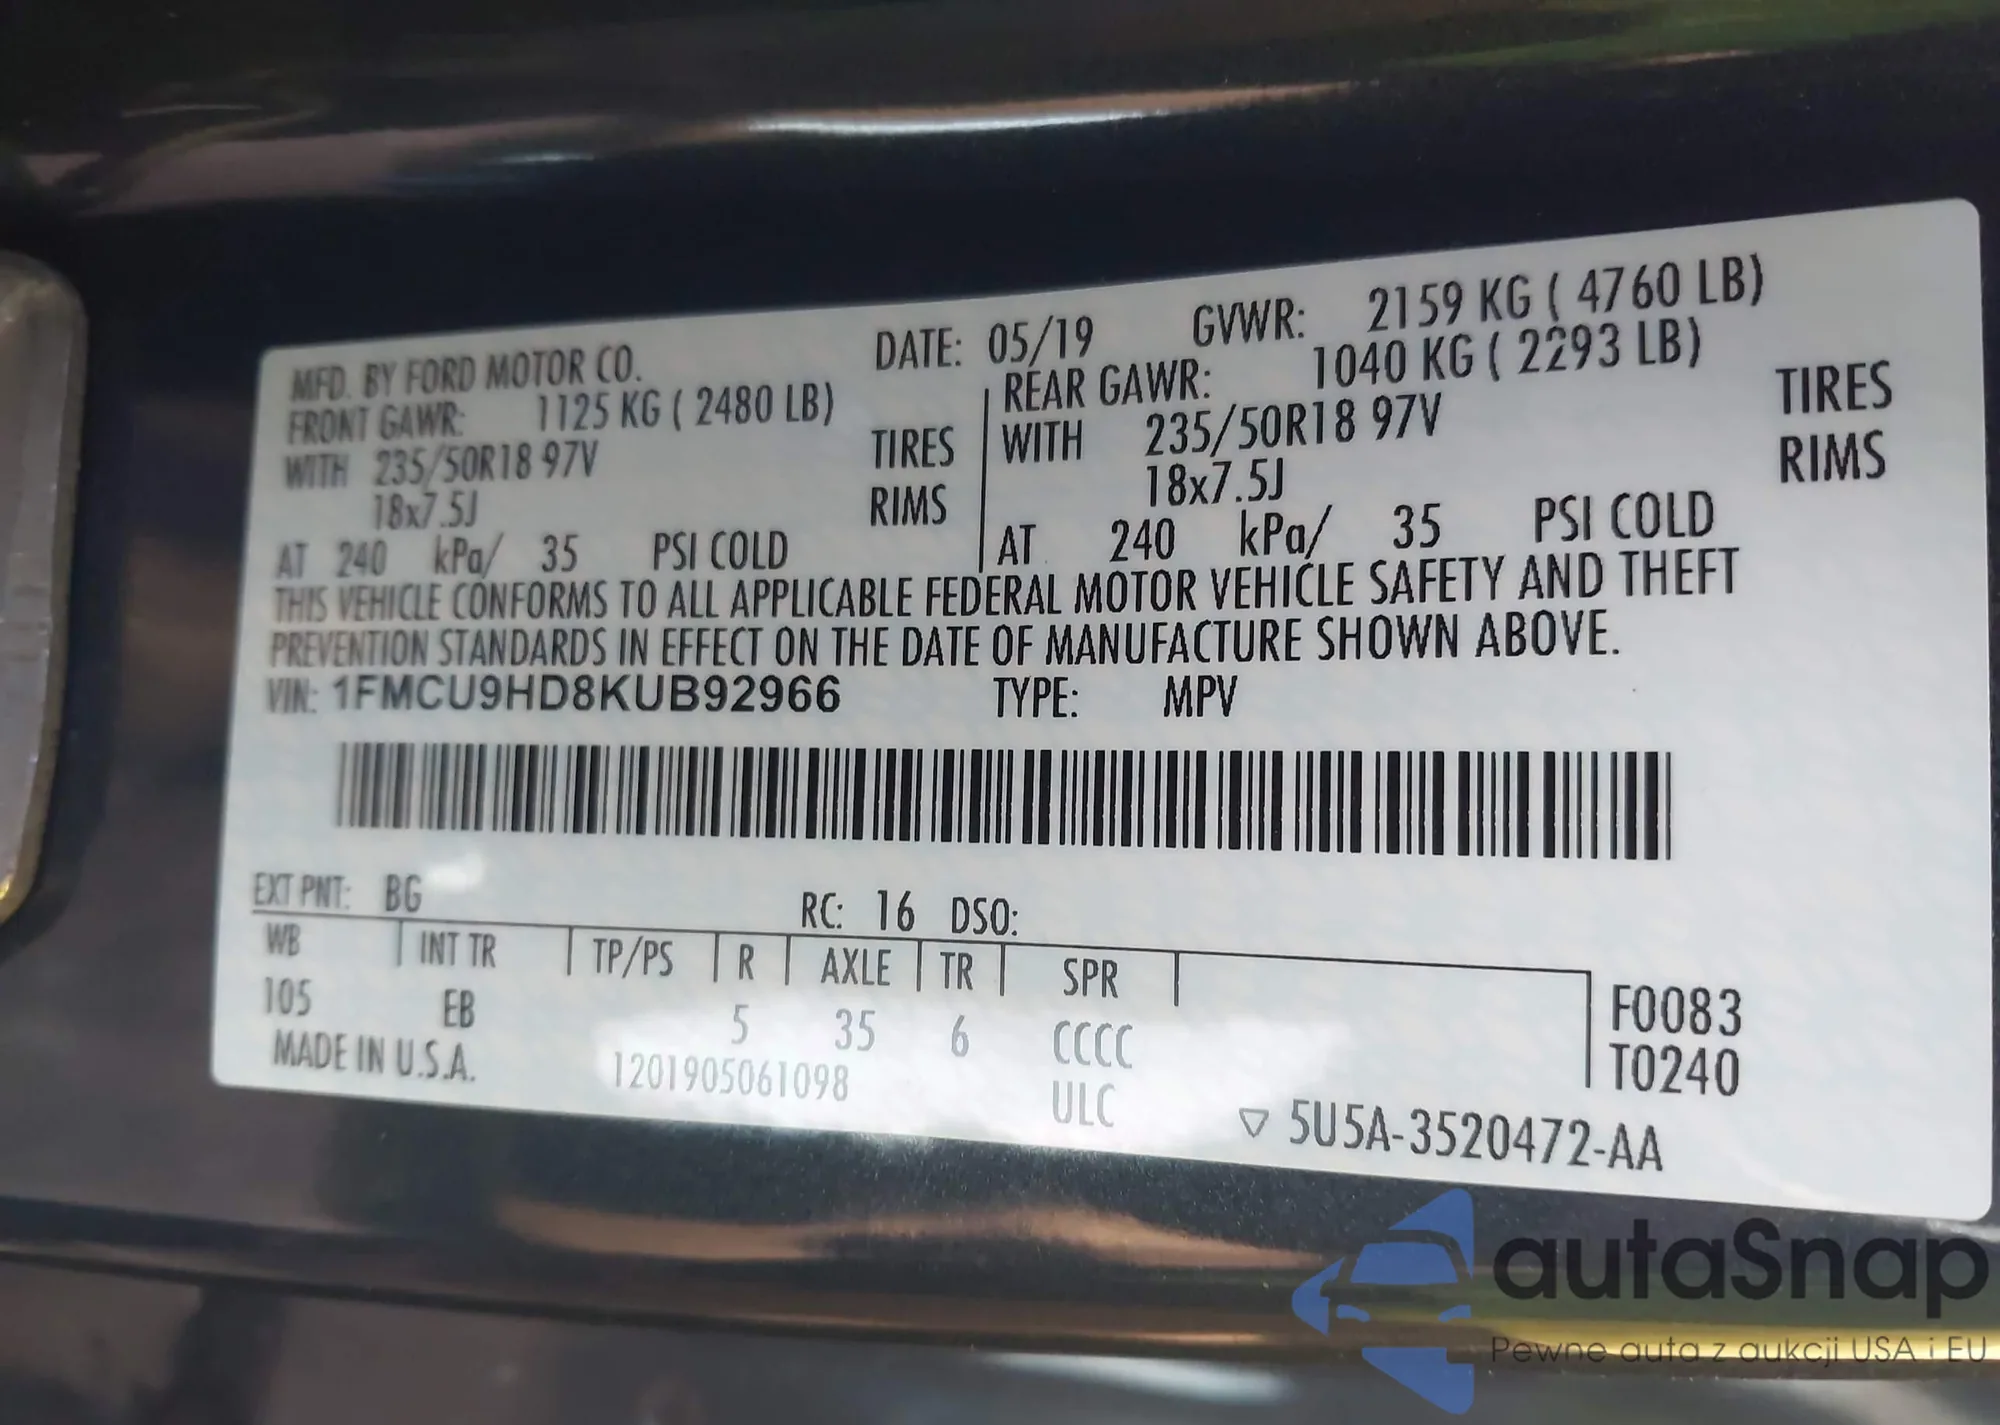 MFD. BY FORD MOTOR CO. DATE: 05/19 GVWR: 2159 KG ( 4760 LB)
FRONT GAWR: 1125 KG ( 2480 LB) REAR GAWR: 1040 KG ( 2293 LB)
WITH 235/50R18 97V TIRES WITH 235/50R18 97V TIRES
18x7.5J RIMS 18x7.5J RIMS
AT 240 kPa/ 35 PSI COLD AT 240 kPa/ 35 PSI COLD
THIS VEHICLE CONFORMS TO ALL APPLICABLE FEDERAL MOTOR VEHICLE SAFETY AND THEFT
PREVENTION STANDARDS IN EFFECT ON THE DATE OF MANUFACTURE SHOWN ABOVE.
VIN: 1FMCU9HD8KUB92966 TYPE: MPV
EXT PNT: BG RC: 16 DSO:
WB INT TR TP/PS R AXLE TR SPR F0083
105 EB 5 35 6 CCCC T0240
MADE IN U.S.A. 1201905061098 ULC
5U5A-3520472-AA
autaSnap
Pewne auta z aukcji USA i EU